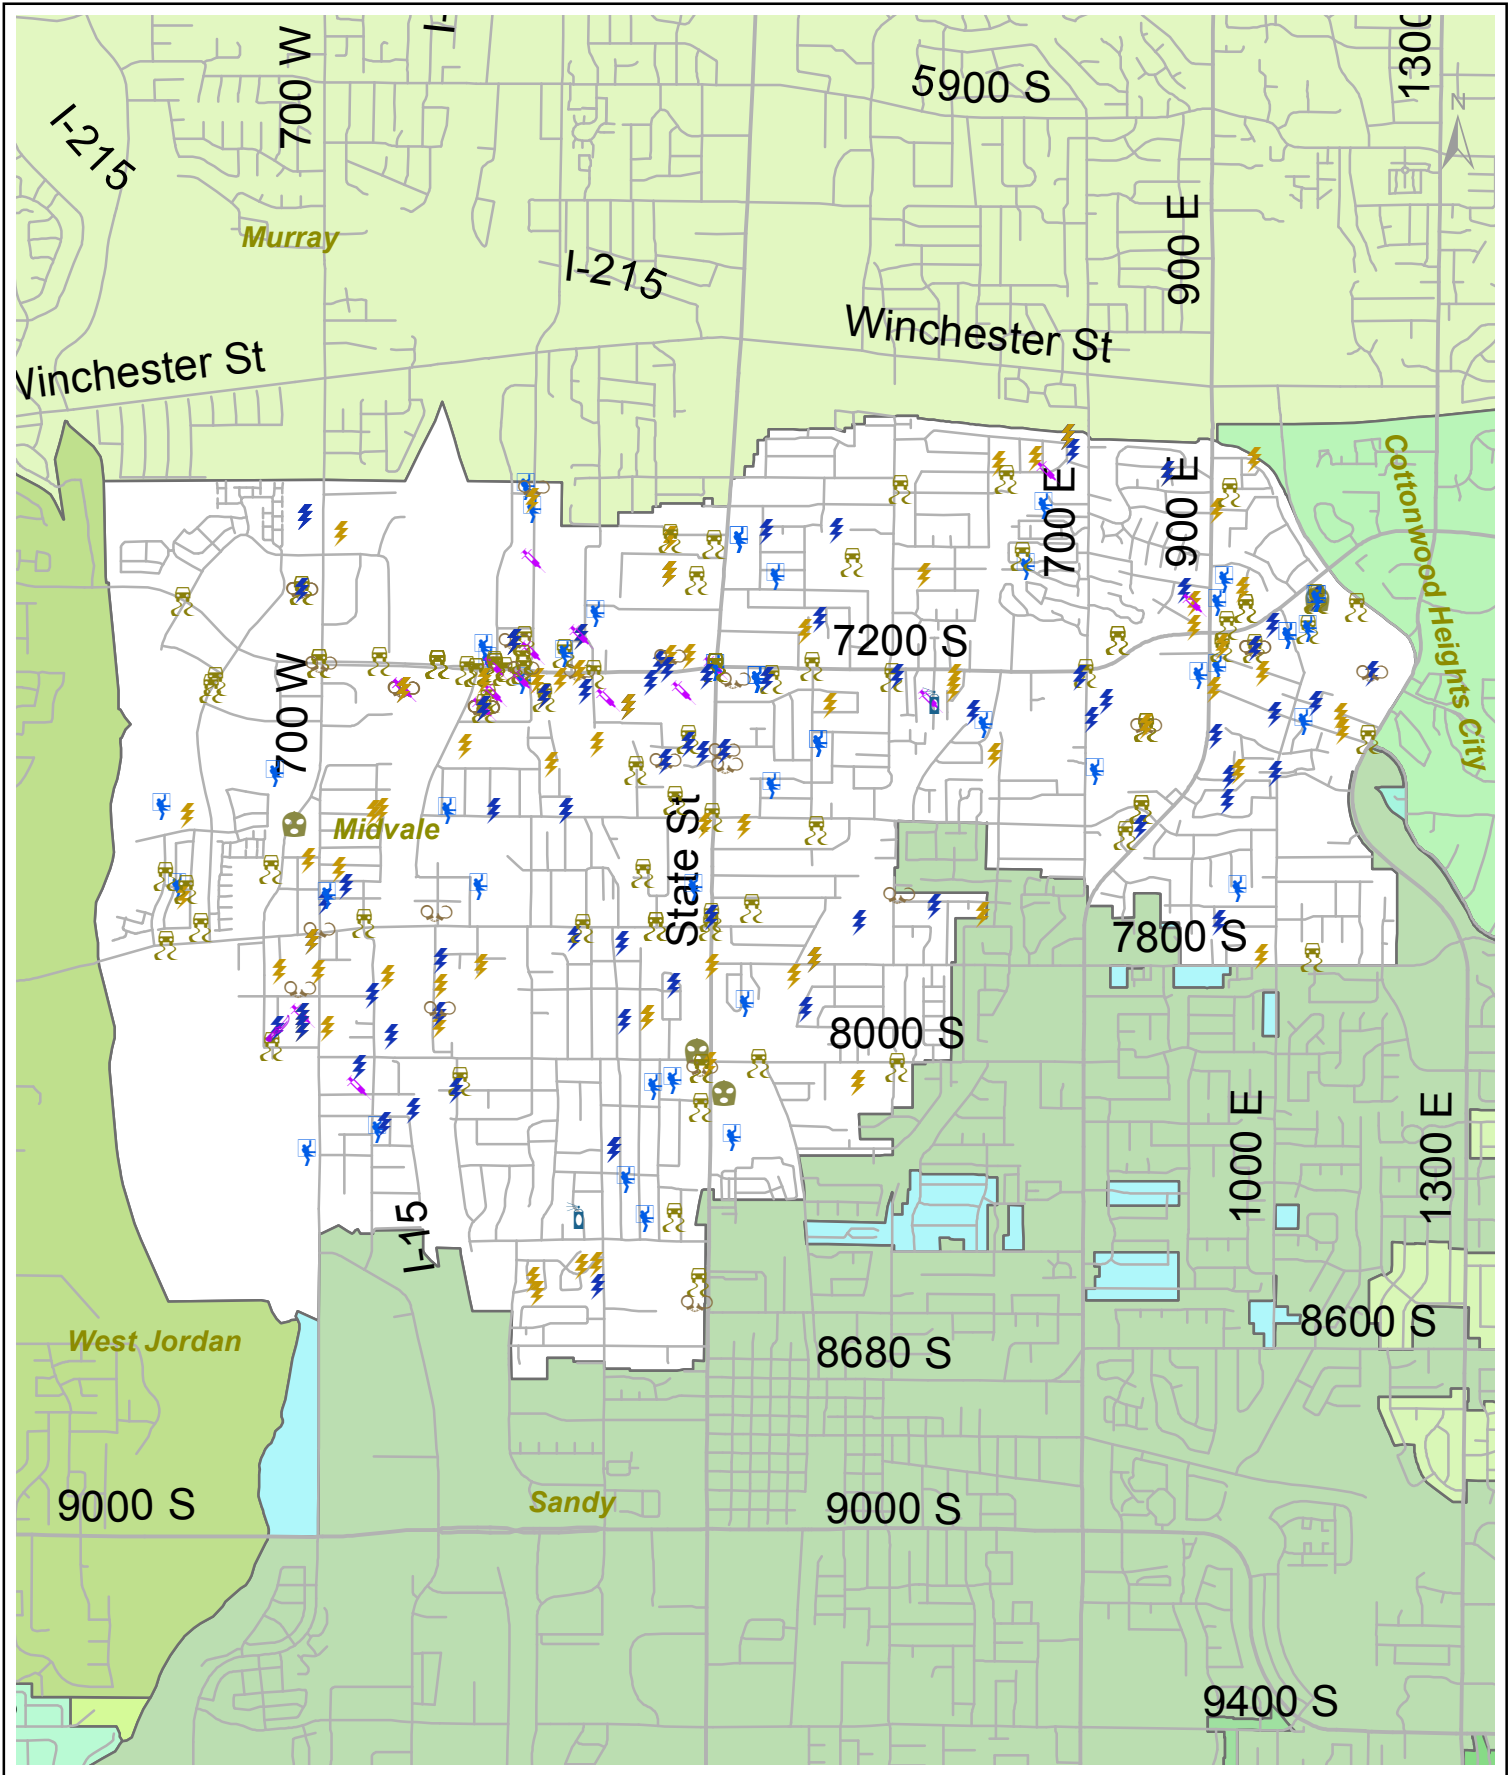 700 W
I-
5900 S
1300
N
I-215
Murray
I-215
900 E
Winchester St
Winchester St
Cottonwood Heights City
700 E
900 E
7200 S
700 W
Midvale
State St
7800 S
8000 S
1000 E
1300 E
I-15
West Jordan
8680 S
8600 S
9000 S
Sandy
9000 S
9400 S